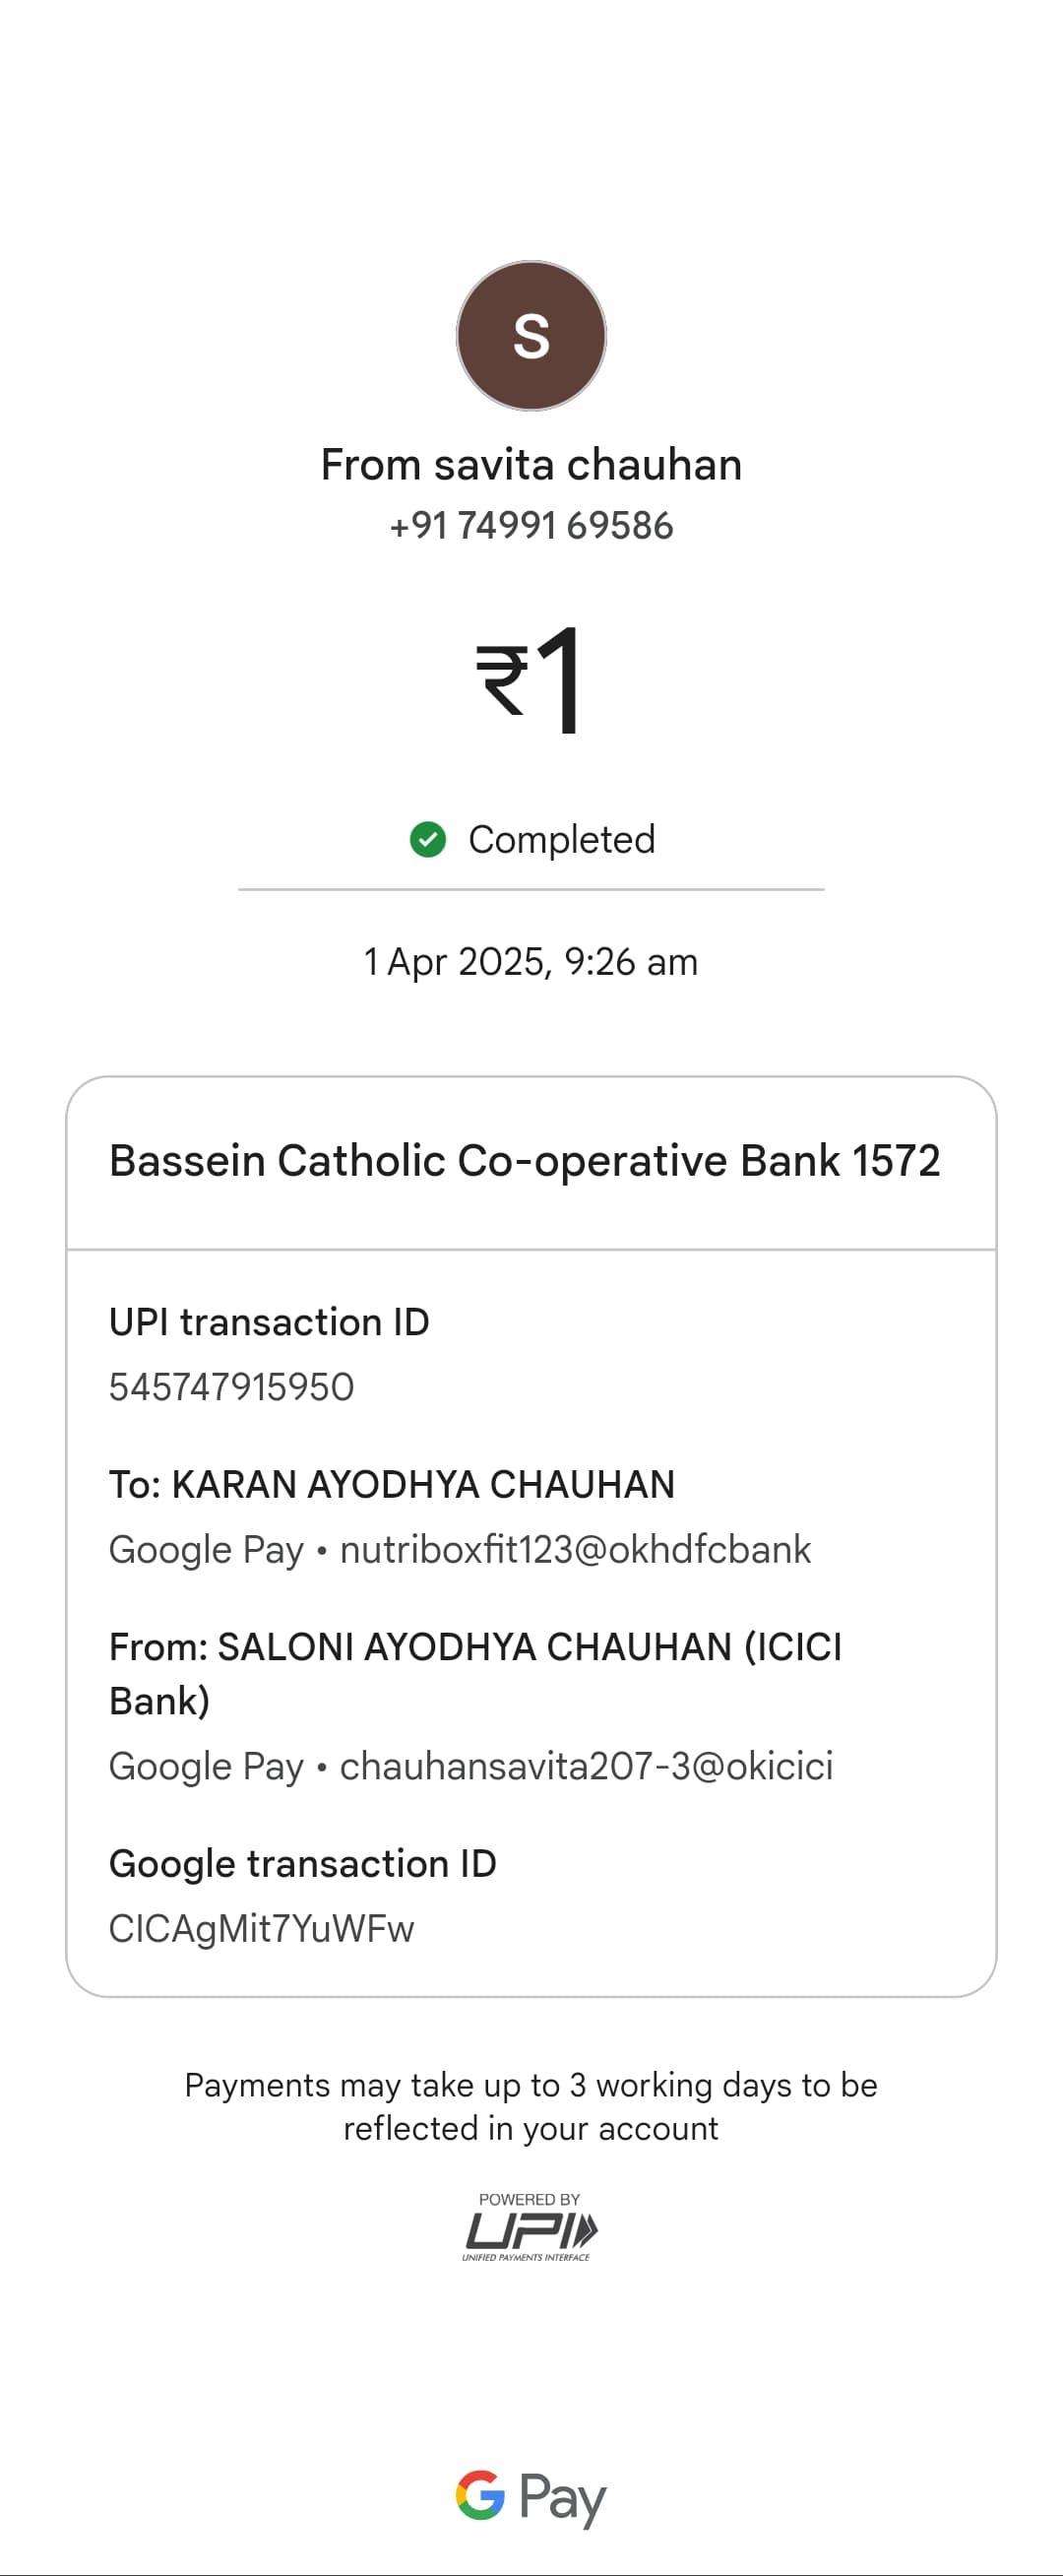 S
From savita chauhan
+91 74991 69586
₹1
Completed
1 Apr 2025, 9:26 am
Bassein Catholic Co-operative Bank 1572
UPI transaction ID
545747915950
To: KARAN AYODHYA CHAUHAN
Google Pay • nutriboxfit123@okhdfcbank
From: SALONI AYODHYA CHAUHAN (ICICI
Bank)
Google Pay • chauhansavita207-3@okicici
Google transaction ID
CICAgMit7YuWFw
Payments may take up to 3 working days to be
reflected in your account
POWERED BY
UPI
UNIFIED PAYMENTS INTERFACE
G Pay